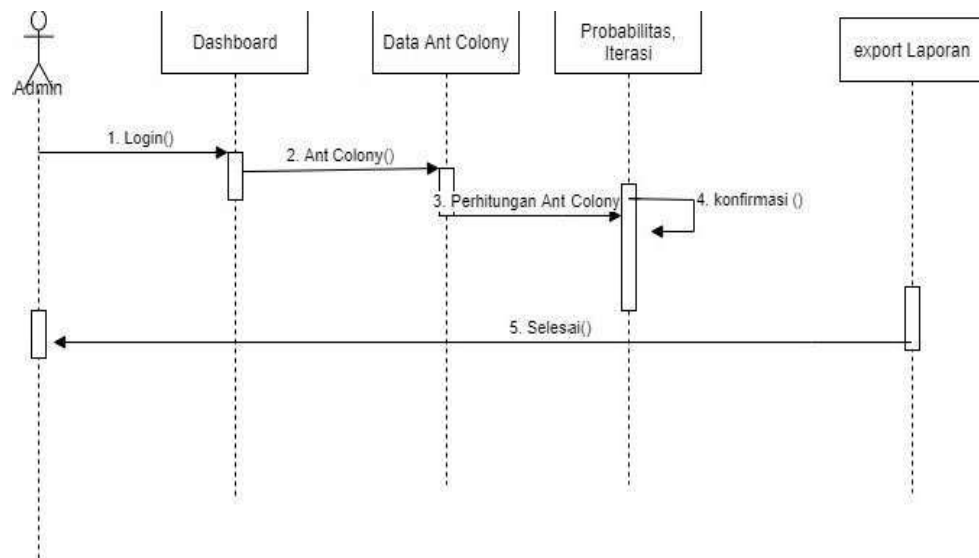 Dashboard
Data Ant Colony
Probabilitas,
Iterasi
export Laporan
Admin
1. Login()
2. Ant Colony()
3. Perhitungan Ant Colony
4. konfirmasi ()
5. Selesai()